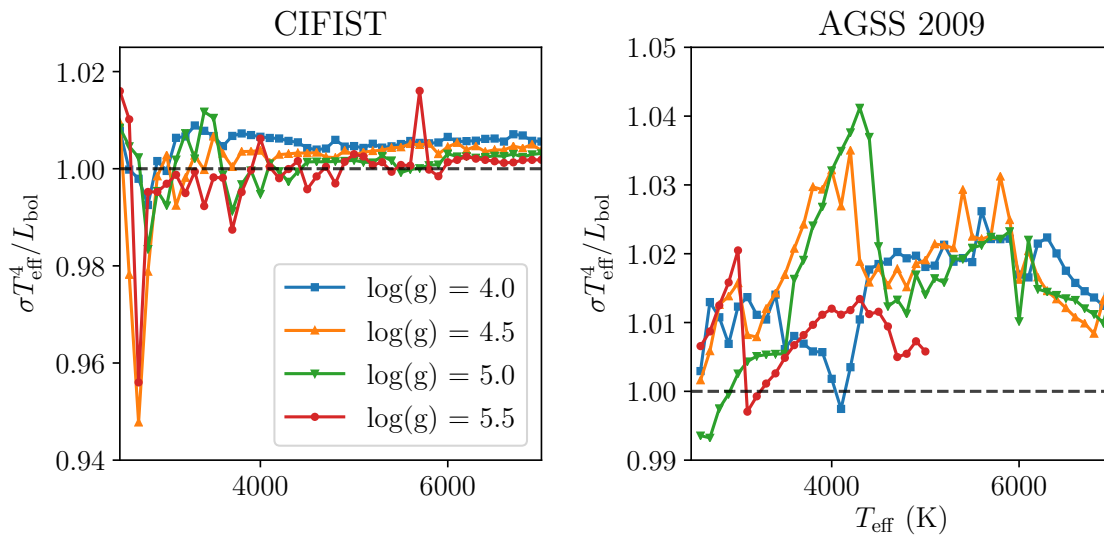 CIFIST
1.02
1.00
0.98
0.96
0.94
σT⁴eff/Lbol
log(g) = 4.0
log(g) = 4.5
log(g) = 5.0
log(g) = 5.5
4000 6000
AGSS 2009
1.05
1.04
1.03
1.02
1.01
1.00
0.99
σT⁴eff/Lbol
4000 6000
Teff (K)